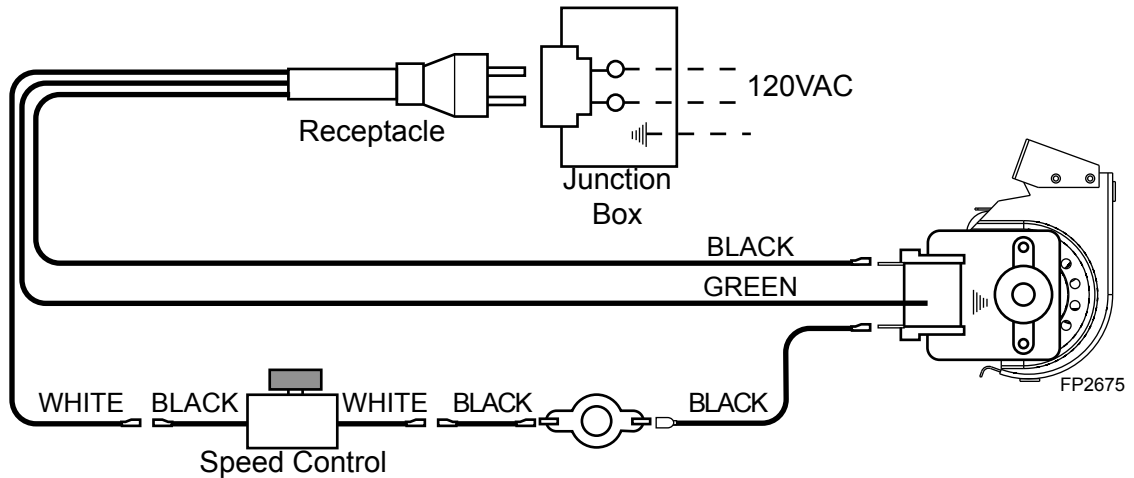 120VAC
Receptacle
Junction
Box
BLACK
GREEN
FP2675
WHITE BLACK WHITE BLACK BLACK
Speed Control